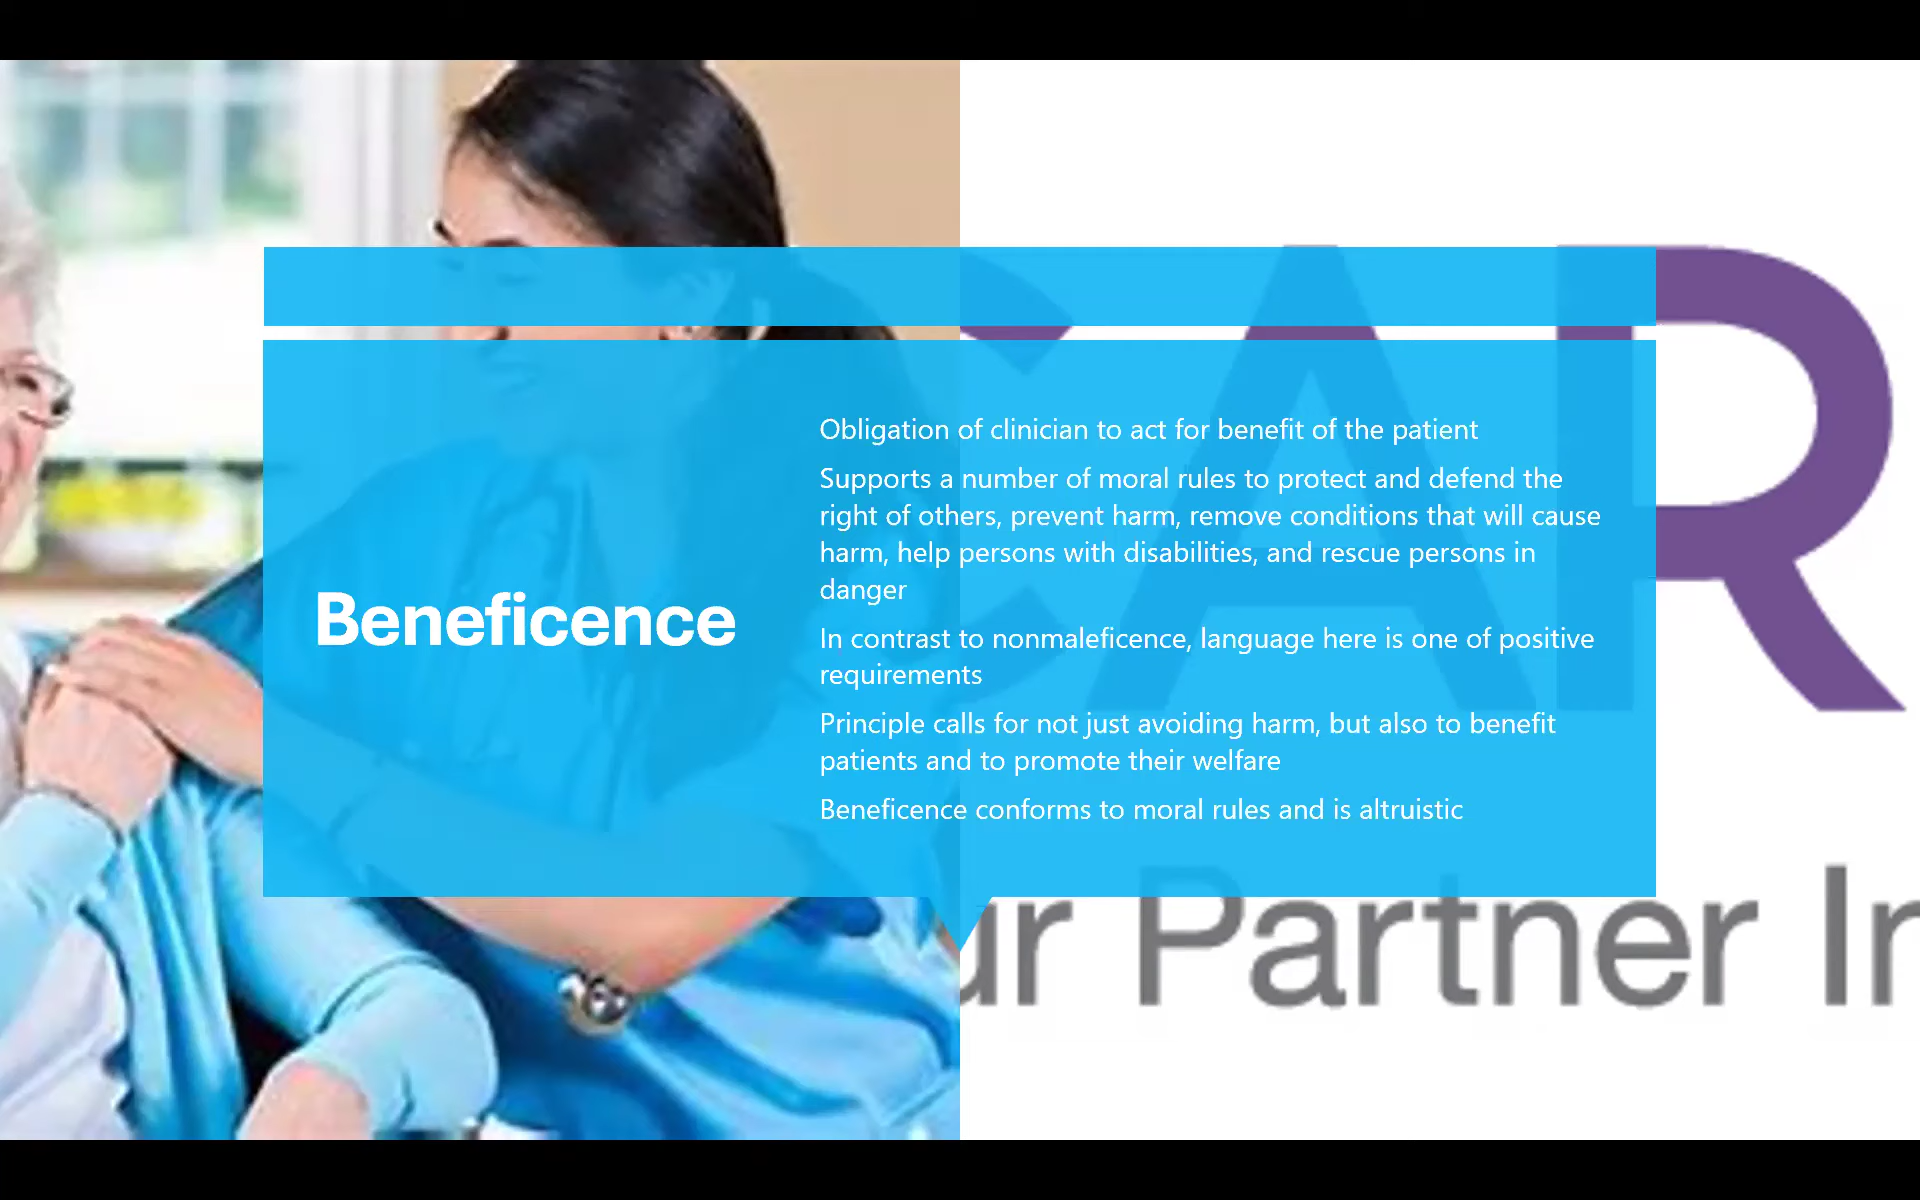 CAR
Beneficence
Obligation of clinician to act for benefit of the patient
Supports a number of moral rules to protect and defend the
right of others, prevent harm, remove conditions that will cause
harm, help persons with disabilities, and rescue persons in
danger
In contrast to nonmaleficence, language here is one of positive
requirements
Principle calls for not just avoiding harm, but also to benefit
patients and to promote their welfare
Beneficence conforms to moral rules and is altruistic
ur Partner In